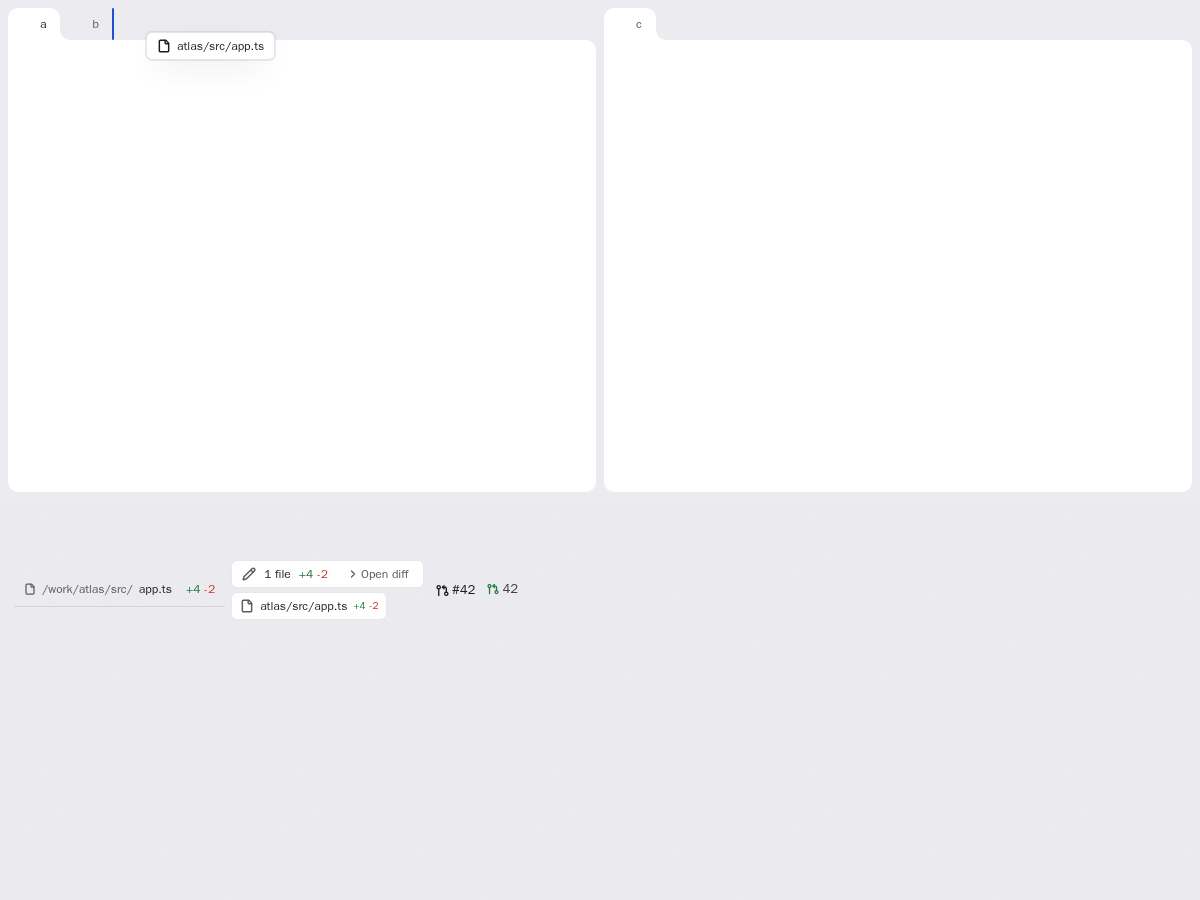 a b c
atlas/src/app.ts
1 file +4 -2 Open diff
/work/atlas/src/ app.ts +4 -2 #42 42
atlas/src/app.ts +4 -2